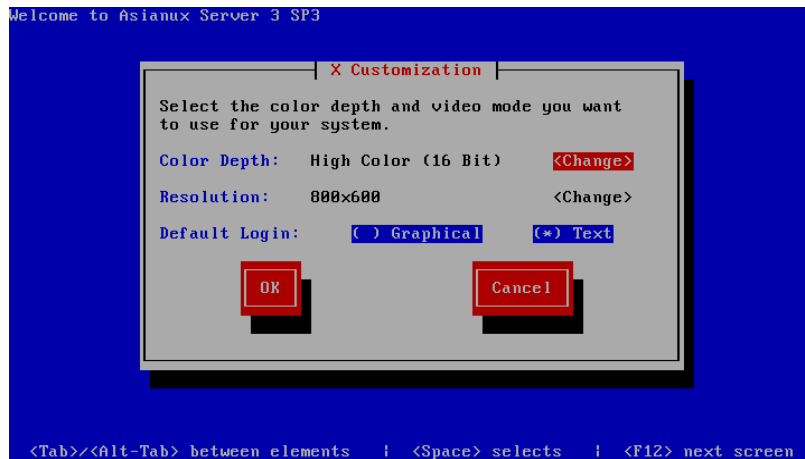 Welcome to Asianux Server 3 SP3
X Customization
Select the color depth and video mode you want
to use for your system.
Color Depth: High Color (16 Bit) <Change>
Resolution: 800x600 <Change>
Default Login: ( ) Graphical (*) Text
OK Cancel
<Tab>/<Alt-Tab> between elements | <Space> selects | <F12> next screen